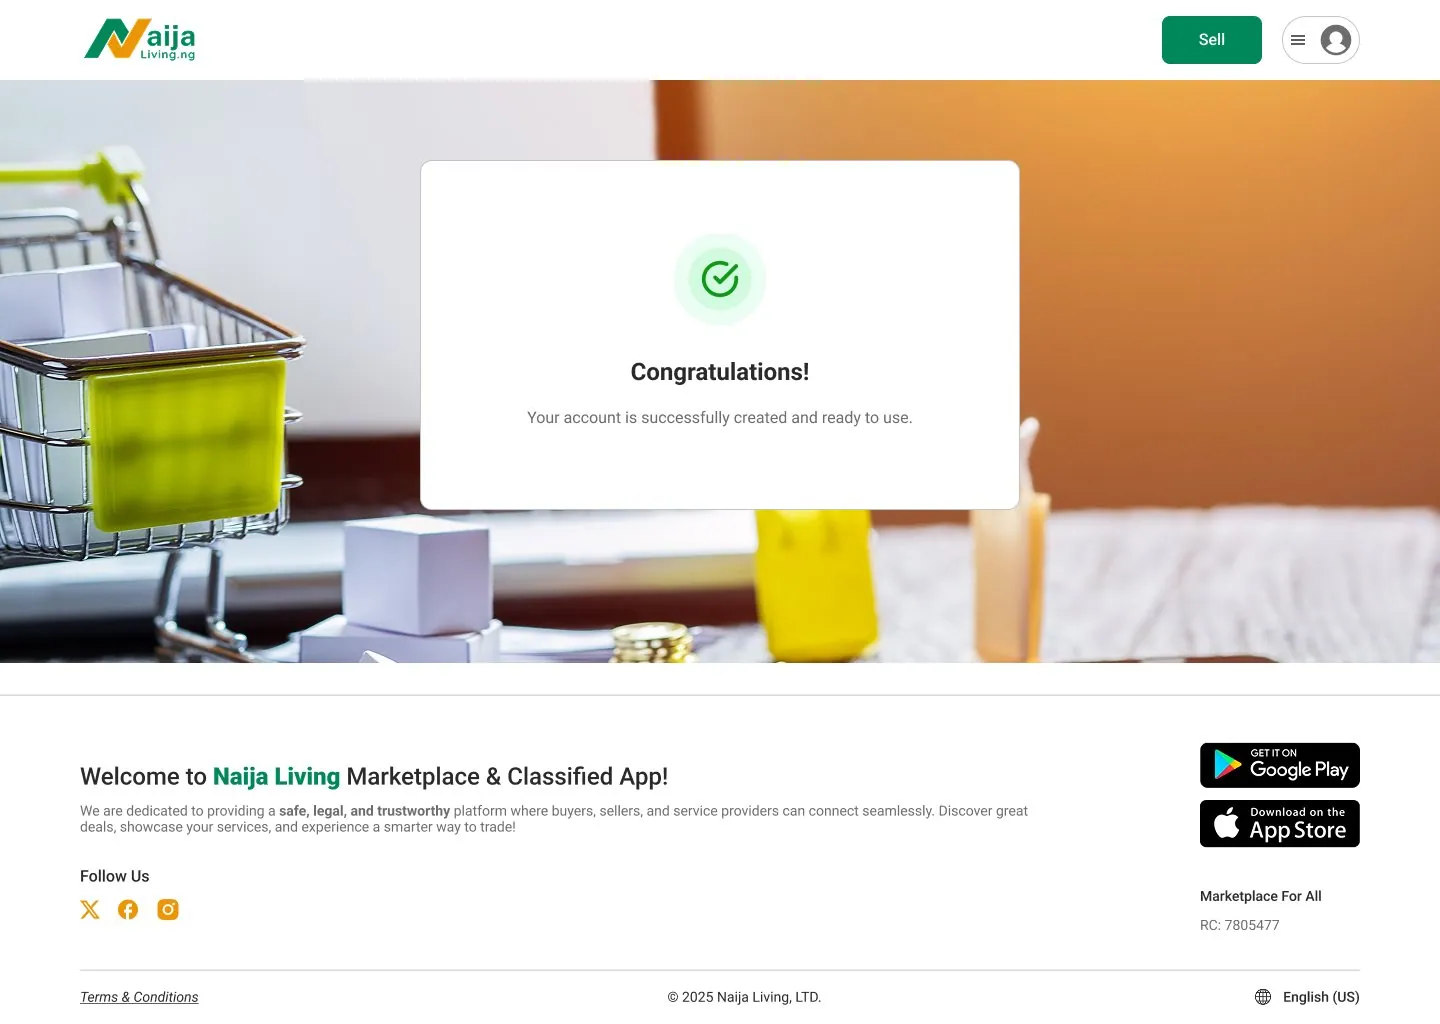 Naija
Living.ng
Sell
Congratulations!
Your account is successfully created and ready to use.
Welcome to Naija Living Marketplace & Classified App!
We are dedicated to providing a safe, legal, and trustworthy platform where buyers, sellers, and service providers can connect seamlessly. Discover great
deals, showcase your services, and experience a smarter way to trade!
Follow Us
GET IT ON
Google Play
Download on the
App Store
Marketplace For All
RC: 7805477
Terms & Conditions
© 2025 Naija Living, LTD.
English (US)